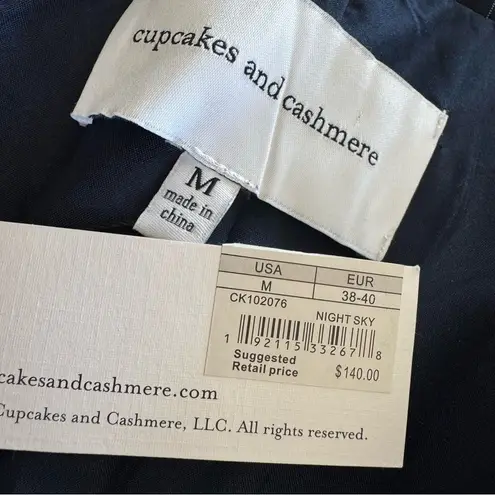 cupcakes and cashmere
M
made in
china
USA EUR
M 38-40
CK102076
NIGHT SKY
1 92115 33267 8
Suggested
Retail price $140.00
cakesandcashmere.com
Cupcakes and Cashmere, LLC. All rights reserved.